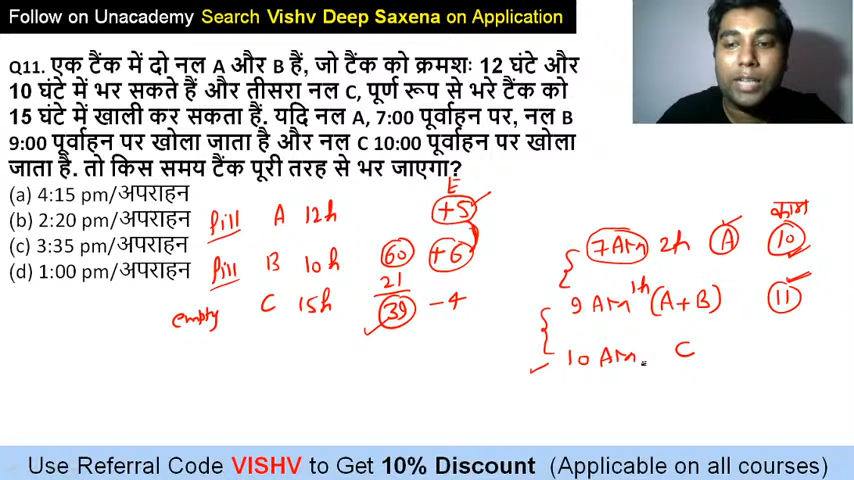 Follow on Unacademy Search Vishv Deep Saxena on Application
Q11. एक टैंक में दो नल A और B हैं, जो टैंक को क्रमशः 12 घंटे और
10 घंटे में भर सकते हैं और तीसरा नल C, पूर्ण रूप से भरे टैंक को
15 घंटे में खाली कर सकता हैं. यदि नल A, 7:00 पूर्वाहन पर, नल B
9:00 पूर्वाहन पर खोला जाता है और नल C 10:00 पूर्वाहन पर खोला
जाता है. तो किस समय टैंक पूरी तरह से भर जाएगा?
(a) 4:15 pm/अपराहन
(b) 2:20 pm/अपराहन
(c) 3:35 pm/अपराहन
(d) 1:00 pm/अपराहन
E
fill A 12h +5
fill B 10h 60 +6
21
empty C 15h 39 -4
काम
7 AM 2h A 10
9 AM 1h (A+B) 11
10 AM C
Use Referral Code VISHV to Get 10% Discount (Applicable on all courses)